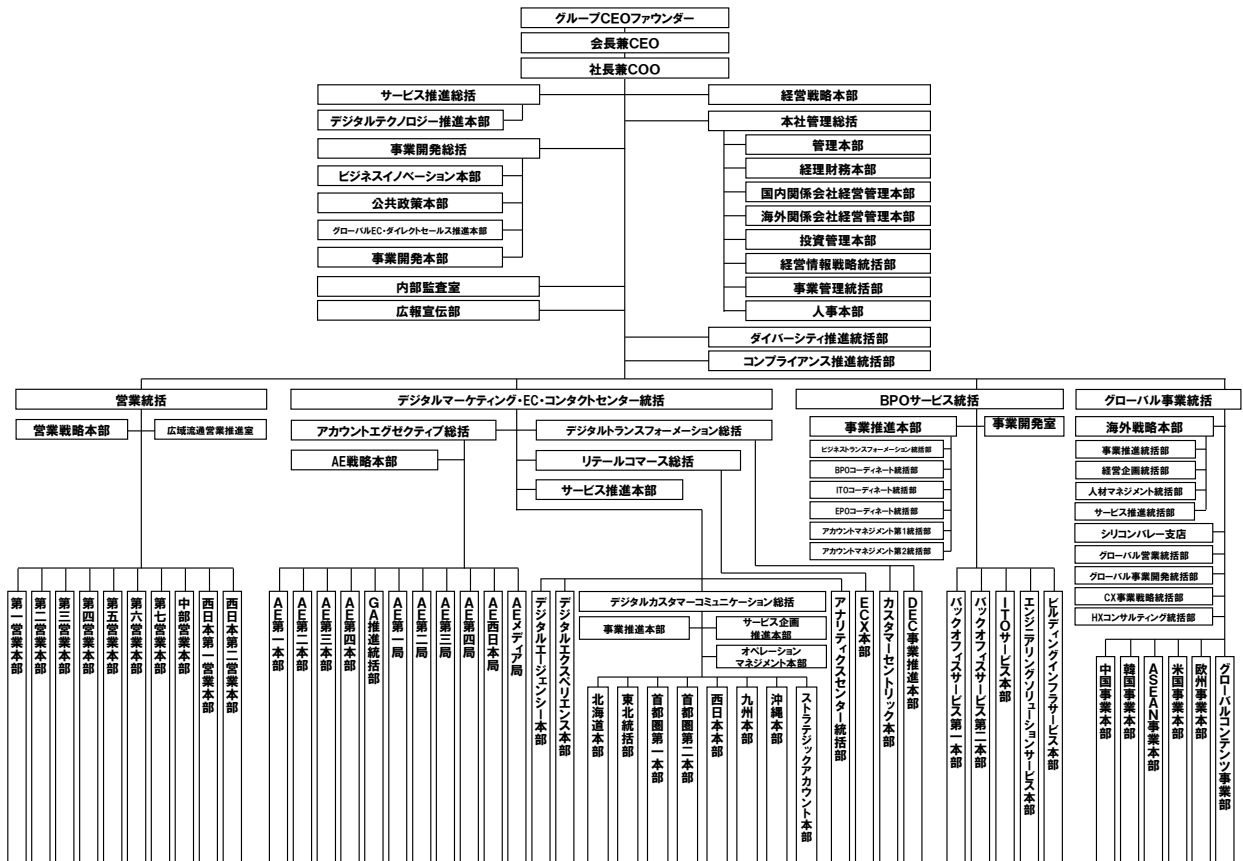 グループCEOファウンダー
会長兼CEO
社長兼COO
サービス推進総括
経営戦略本部
デジタルテクノロジー推進本部
本社管理総括
事業開発総括
管理本部
経理財務本部
ビジネスイノベーション本部
国内関係会社経営管理本部
公共政策本部
海外関係会社経営管理本部
グローバルEC・ダイレクトセールス推進本部
投資管理本部
事業開発本部
経営情報戦略統括部
内部監査室
事業管理統括部
広報宣伝部
人事本部
ダイバーシティ推進統括部
コンプライアンス推進統括部
営業統括
デジタルマーケティング・EC・コンタクトセンター統括
BPOサービス統括
グローバル事業統括
営業戦略本部
広域流通営業推進室
アカウントエグゼクティブ総括
デジタルトランスフォーメーション総括
事業推進本部
事業開発室
海外戦略本部
AE戦略本部
リテールコマース総括
サービス推進本部
ビジネストランスフォーメーション統括部
BPOコーディネート統括部
ITOコーディネート統括部
EPOコーディネート統括部
アカウントマネジメント第1統括部
アカウントマネジメント第2統括部
事業推進統括部
経営企画統括部
人材マネジメント統括部
サービス推進統括部
シリコンバレー支店
グローバル営業統括部
グローバル事業開発統括部
CX事業戦略統括部
HXコンサルティング統括部
第一営業本部
第二営業本部
第三営業本部
第四営業本部
第五営業本部
第六営業本部
第七営業本部
中部営業本部
西日本第一営業本部
西日本第二営業本部
AE第一本部
AE第二本部
AE第三本部
AE第四本部
GA推進統括部
AE第一局
AE第二局
AE第三局
AE第四局
AE西日本局
AEメディア局
デジタルエージェンシー本部
デジタルエクスペリエンス本部
デジタルカスタマーコミュニケーション総括
事業推進本部
サービス企画
推進本部
オペレーション
マネジメント本部
北海道本部
東北統括部
首都圏第一本部
首都圏第二本部
西日本本部
九州本部
沖縄本部
ストラテジックアカウント本部
アナリティクスセンター統括部
ECX本部
カスタマーセントリック本部
DEC事業推進本部
バックオフィスサービス第一本部
バックオフィスサービス第二本部
ITOサービス本部
エンジニアリングソリューションサービス本部
ビルディングインフラサービス本部
中国事業本部
韓国事業本部
ASEAN事業本部
米国事業本部
欧州事業本部
グローバルコンテンツ事業部